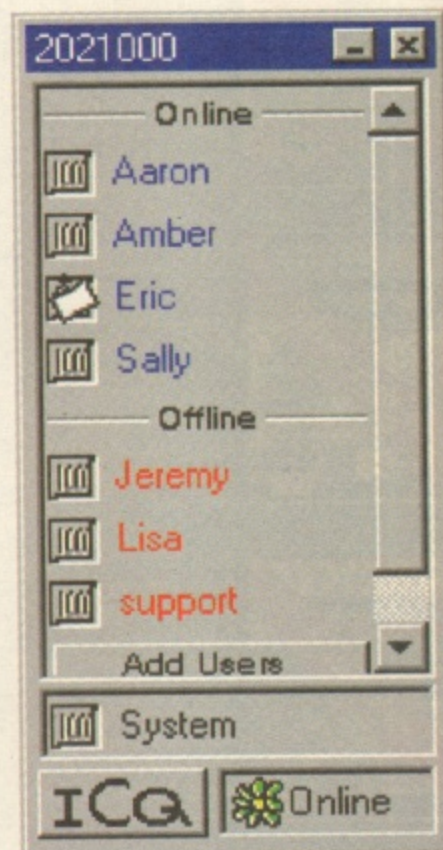 2021000
Online
Aaron
Amber
Eric
Sally
Offline
Jeremy
Lisa
support
Add Users
System
ICQ Online